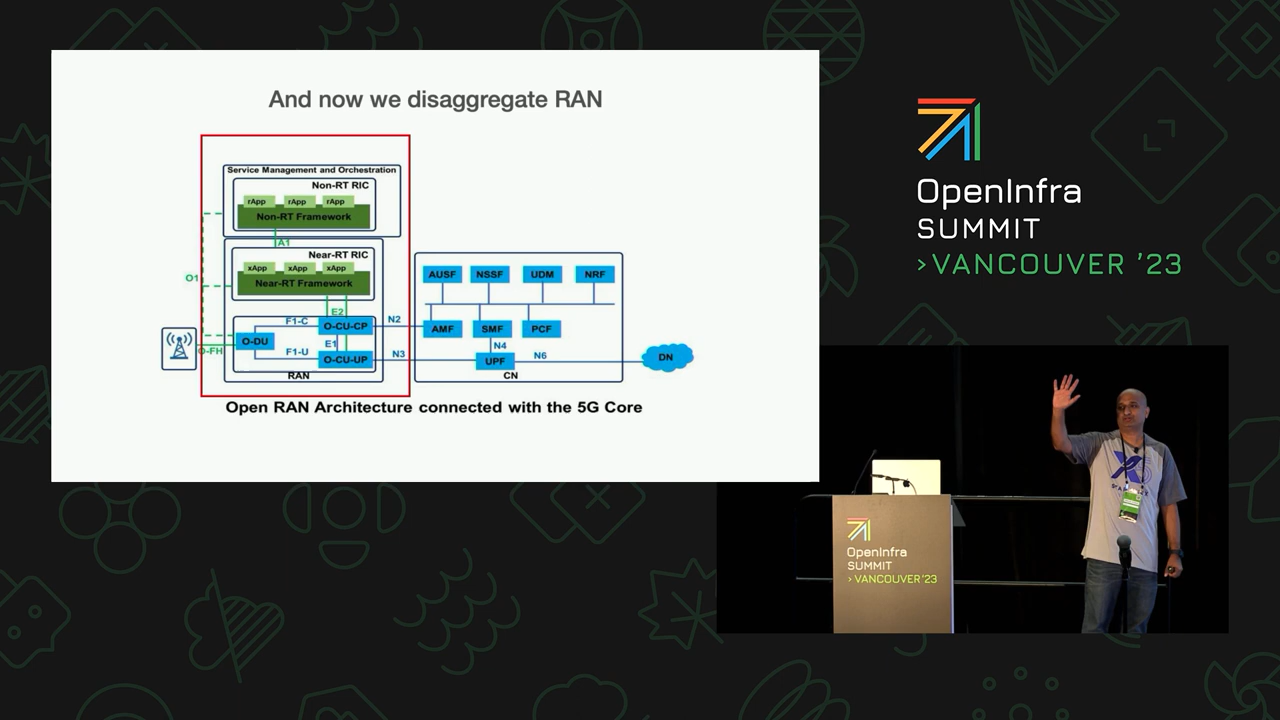 And now we disaggregate RAN
Service Management and Orchestration
Non-RT RIC
rApp rApp rApp
Non-RT Framework
A1
Near-RT RIC
xApp xApp xApp
Near-RT Framework
O1
E2
F1-C
O-CU-CP
N2
O-DU
E1
O-FH
F1-U
O-CU-UP
N3
RAN
AUSF NSSF UDM NRF
AMF SMF PCF
N4
UPF
N6
DN
CN
Open RAN Architecture connected with the 5G Core
OpenInfra
SUMMIT
>VANCOUVER '23
OpenInfra
SUMMIT
> VANCOUVER '23